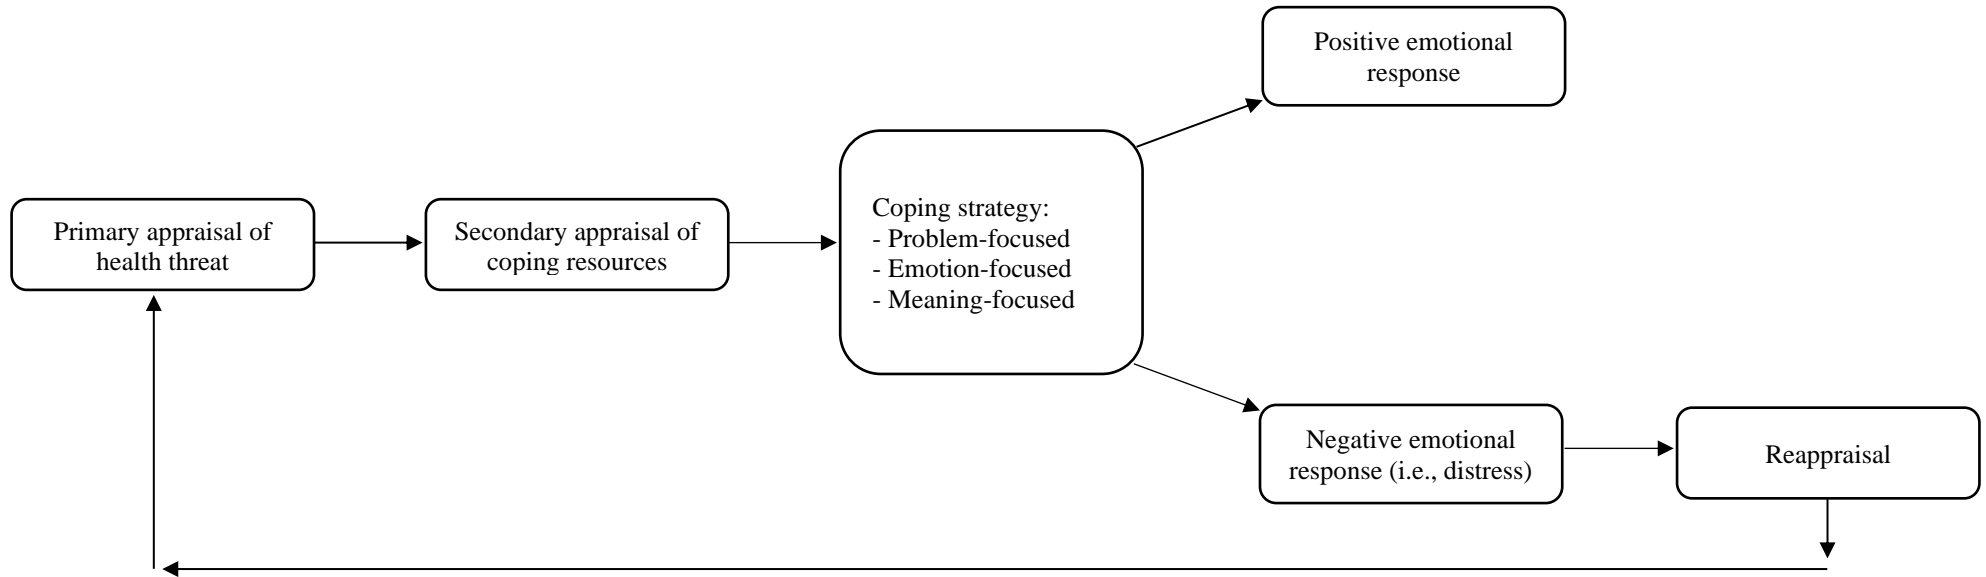 Positive emotional
response
Primary appraisal of
health threat
Secondary appraisal of
coping resources
Coping strategy:
- Problem-focused
- Emotion-focused
- Meaning-focused
Negative emotional
response (i.e., distress)
Reappraisal